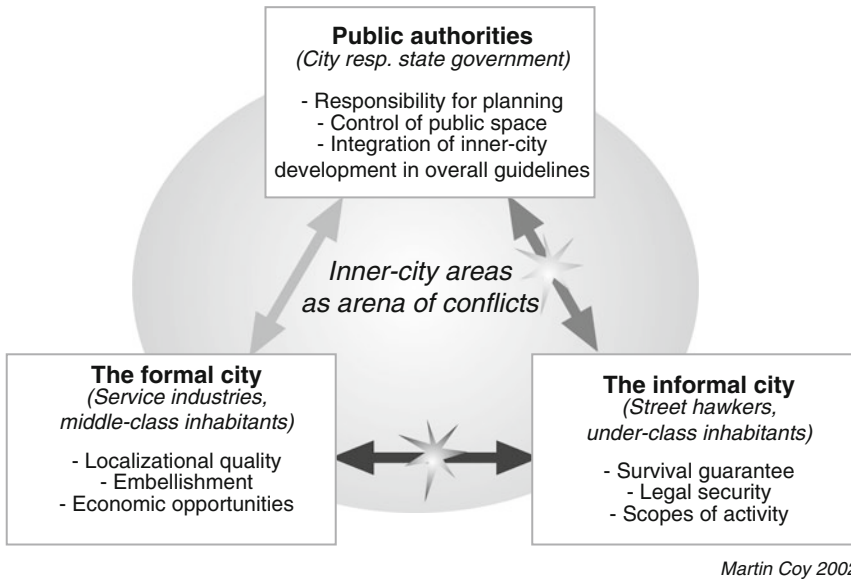 Public authorities
(City resp. state government)
- Responsibility for planning
- Control of public space
- Integration of inner-city
development in overall guidelines
Inner-city areas
as arena of conflicts
The formal city
(Service industries,
middle-class inhabitants)
- Localizational quality
- Embellishment
- Economic opportunities
The informal city
(Street hawkers,
under-class inhabitants)
- Survival guarantee
- Legal security
- Scopes of activity
Martin Coy 2002